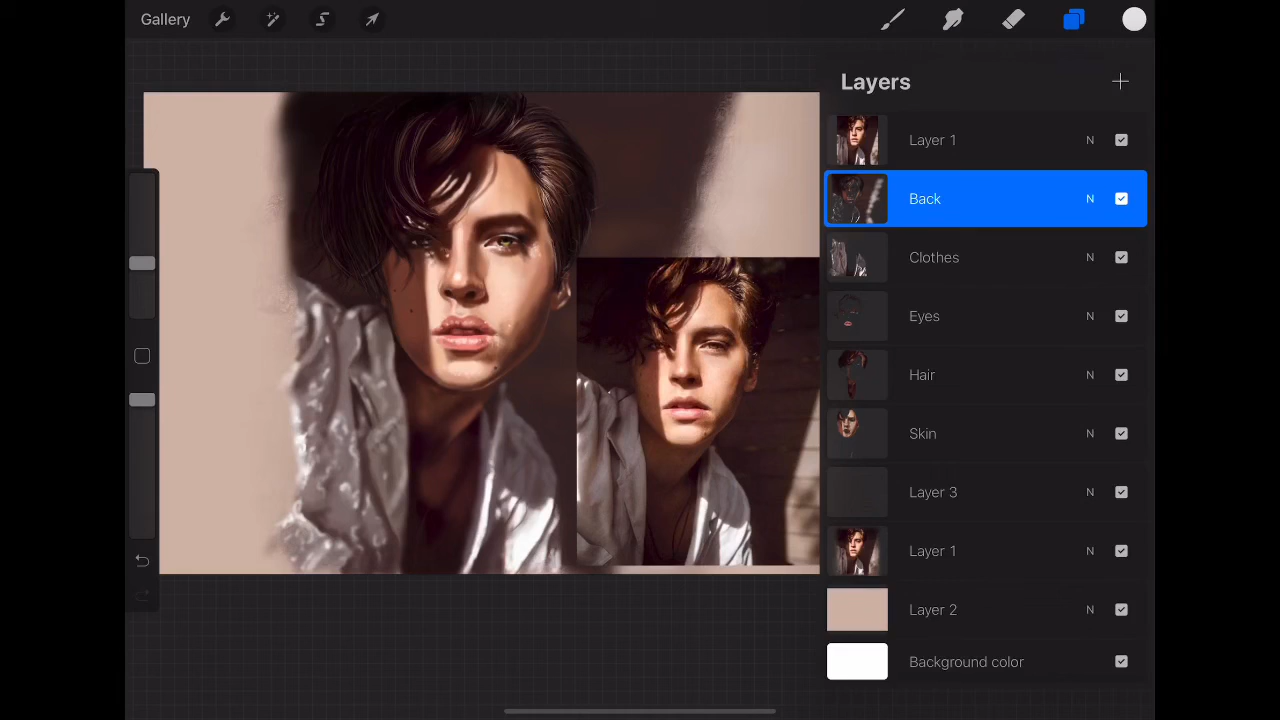 Gallery
Layers
Layer 1 N
Back N
Clothes N
Eyes N
Hair N
Skin N
Layer 3 N
Layer 1 N
Layer 2 N
Background color